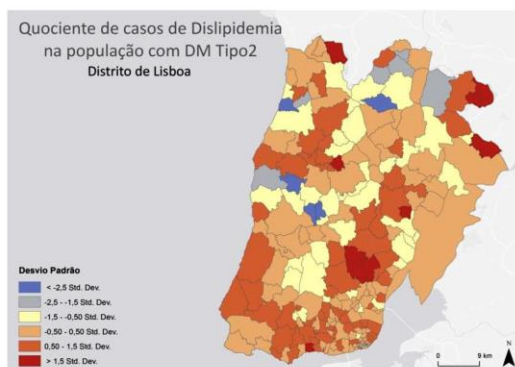 Quociente de casos de Dislipidemia
na população com DM Tipo2
Distrito de Lisboa
Desvio Padrão
< -2,5 Std. Dev.
-2,5 - -1,5 Std. Dev.
-1,5 - -0,50 Std. Dev.
-0,50 - 0,50 Std. Dev.
0,50 - 1,5 Std. Dev.
> 1,5 Std. Dev.
0 9 km
N